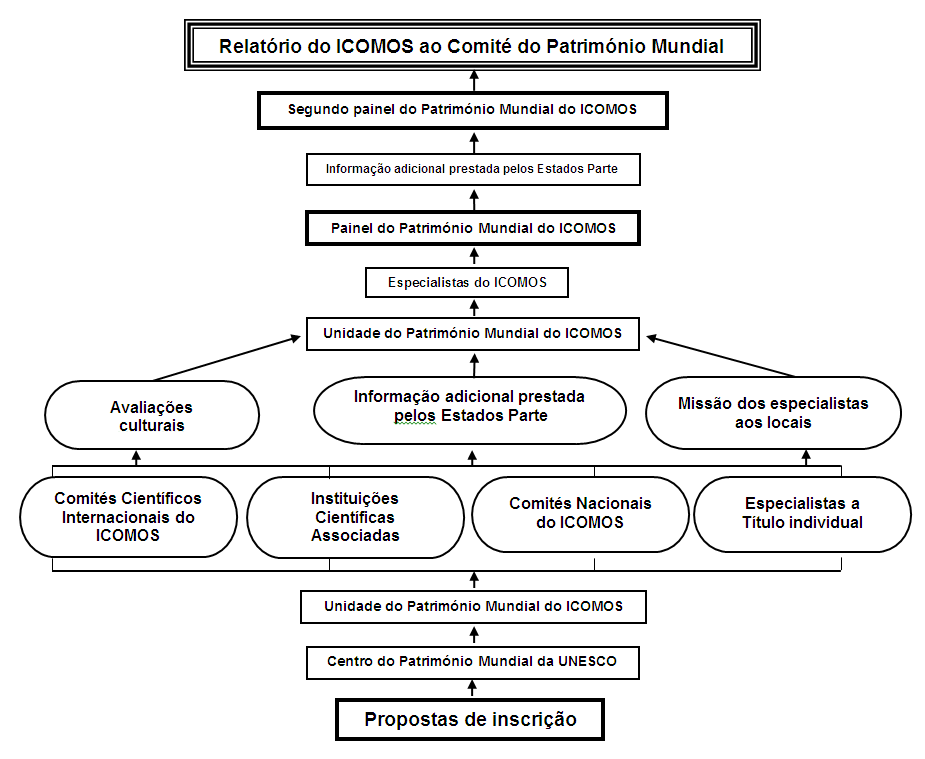 Relatório do ICOMOS ao Comité do Património Mundial
Segundo painel do Património Mundial do ICOMOS
Informação adicional prestada pelos Estados Parte
Painel do Património Mundial do ICOMOS
Especialistas do ICOMOS
Unidade do Património Mundial do ICOMOS
Avaliações
culturais
Informação adicional prestada
pelos Estados Parte
Missão dos especialistas
aos locais
Comités Científicos
Internacionais do
ICOMOS
Instituições
Científicas
Associadas
Comités Nacionais
do ICOMOS
Especialistas a
Título individual
Unidade do Património Mundial do ICOMOS
Centro do Património Mundial da UNESCO
Propostas de inscrição